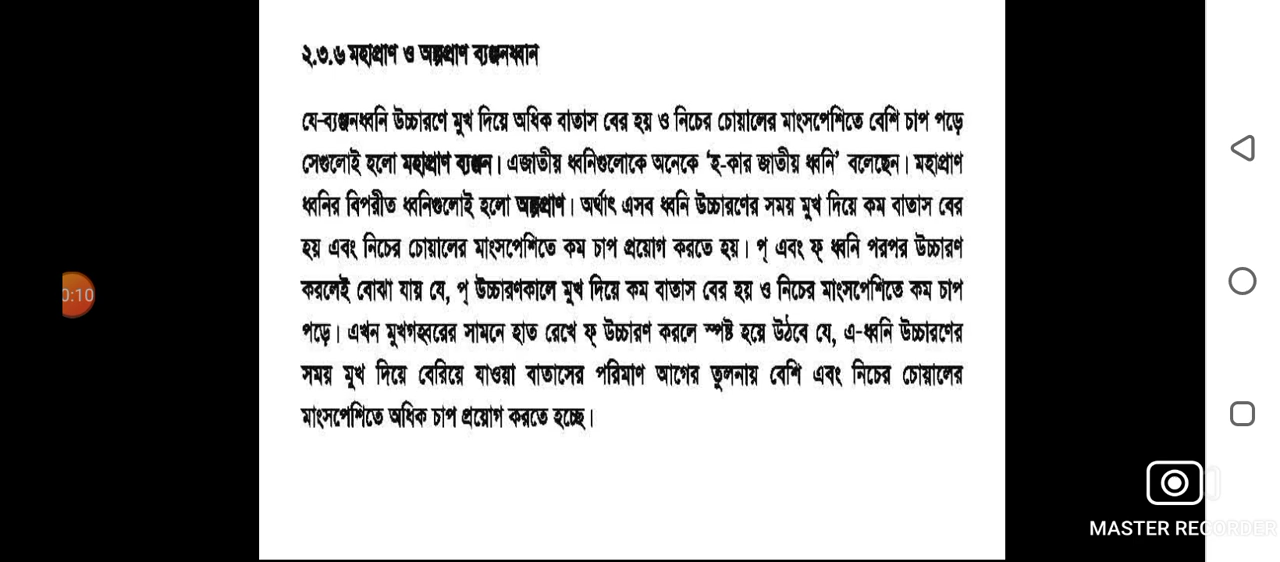 ২.৩.৬ মহাপ্রাণ ও অল্পপ্রাণ ব্যঞ্জনধ্বান
যে-ব্যঞ্জনধ্বনি উচ্চারণে মুখ দিয়ে অধিক বাতাস বের হয় ও নিচের চোয়ালের মাংসপেশিতে বেশি চাপ পড়ে
সেগুলোই হলো মহাপ্রাণ ব্যঞ্জন। এজাতীয় ধ্বনিগুলোকে অনেকে ‘হ-কার জাতীয় ধ্বনি’ বলেছেন। মহাপ্রাণ
ধ্বনির বিপরীত ধ্বনিগুলোই হলো অল্পপ্রাণ। অর্থাৎ এসব ধ্বনি উচ্চারণের সময় মুখ দিয়ে কম বাতাস বের
হয় এবং নিচের চোয়ালের মাংসপেশিতে কম চাপ প্রয়োগ করতে হয়। প্ এবং ফ্ ধ্বনি পরপর উচ্চারণ
করলেই বোঝা যায় যে, প্ উচ্চারণকালে মুখ দিয়ে কম বাতাস বের হয় ও নিচের মাংসপেশিতে কম চাপ
পড়ে। এখন মুখগহ্বরের সামনে হাত রেখে ফ্ উচ্চারণ করলে স্পষ্ট হয়ে উঠবে যে, এ-ধ্বনি উচ্চারণের
সময় মুখ দিয়ে বেরিয়ে যাওয়া বাতাসের পরিমাণ আগের তুলনায় বেশি এবং নিচের চোয়ালের
মাংসপেশিতে অধিক চাপ প্রয়োগ করতে হচ্ছে।
0:10
MASTER RECORDER